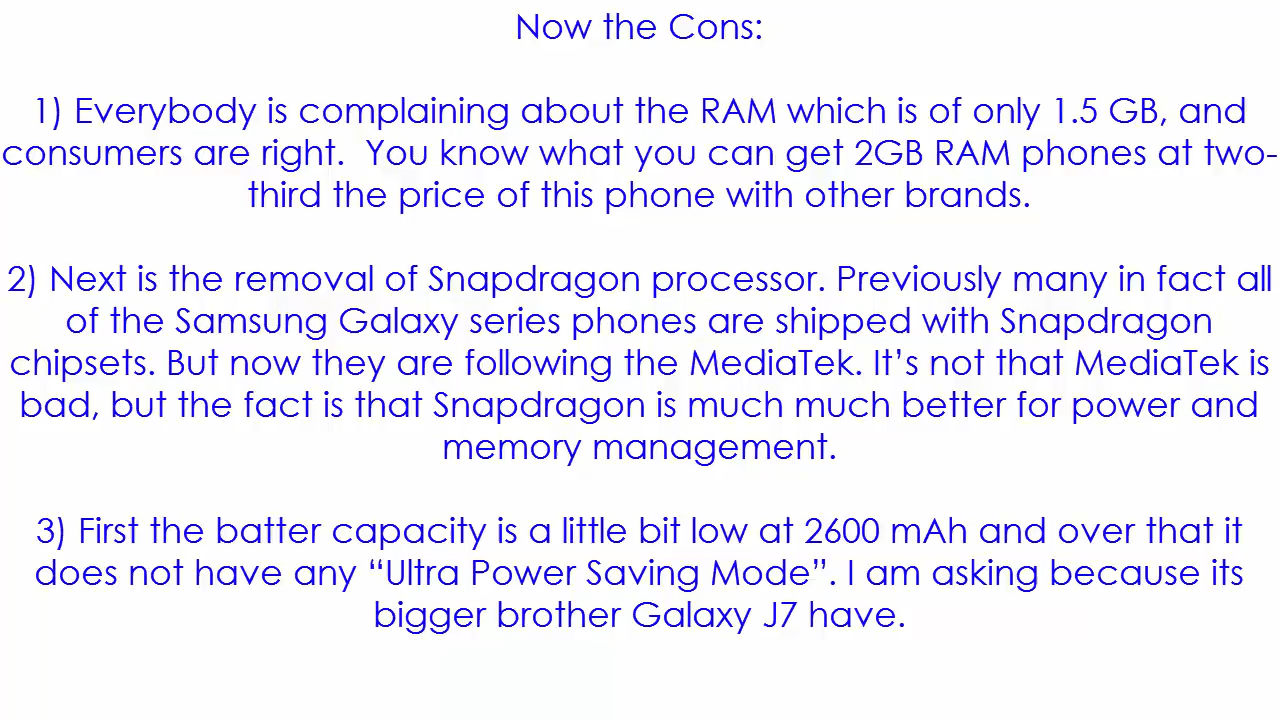 Now the Cons:
1) Everybody is complaining about the RAM which is of only 1.5 GB, and
consumers are right.  You know what you can get 2GB RAM phones at two-
third the price of this phone with other brands.
2) Next is the removal of Snapdragon processor. Previously many in fact all
of the Samsung Galaxy series phones are shipped with Snapdragon
chipsets. But now they are following the MediaTek. It’s not that MediaTek is
bad, but the fact is that Snapdragon is much much better for power and
memory management.
3) First the batter capacity is a little bit low at 2600 mAh and over that it
does not have any “Ultra Power Saving Mode”. I am asking because its
bigger brother Galaxy J7 have.